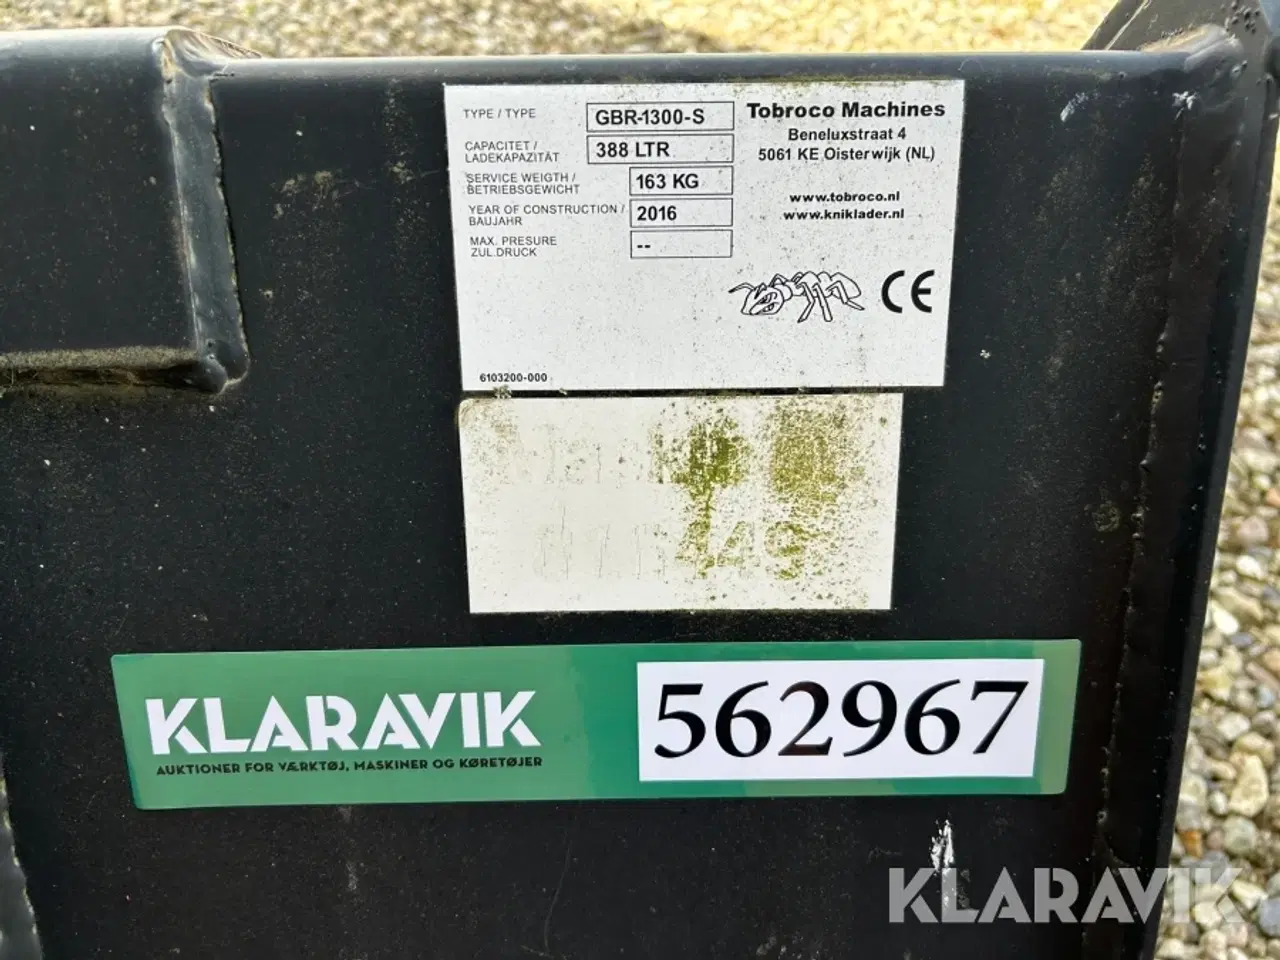 TYPE / TYPE GBR-1300-S
CAPACITET / LADEKAPAZITÄT 388 LTR
SERVICE WEIGTH / BETRIEBSGEWICHT 163 KG
YEAR OF CONSTRUCTION / BAUJAHR 2016
MAX. PRESURE ZUL.DRUCK --
Tobroco Machines
Beneluxstraat 4
5061 KE Oisterwijk (NL)
www.tobroco.nl
www.kniklader.nl
CE
6103200-000
KLARAVIK 562967
AUKTIONER FOR VÆRKTØJ, MASKINER OG KØRETØJER
KLARAVIK